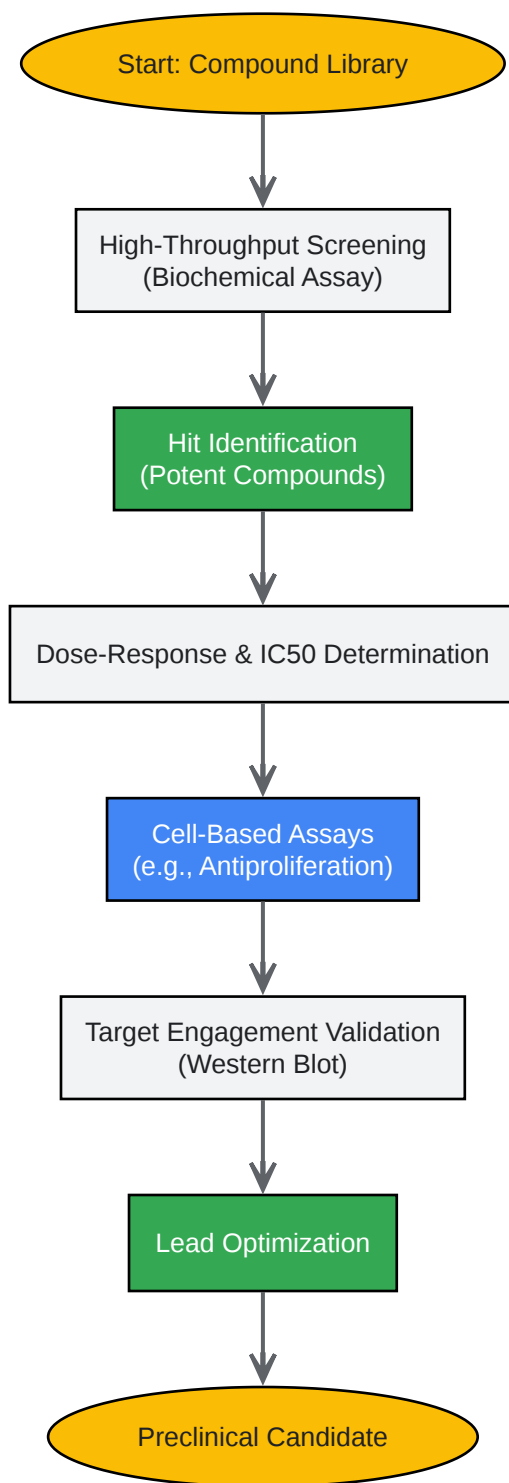 Start: Compound Library
High-Throughput Screening
(Biochemical Assay)
Hit Identification
(Potent Compounds)
Dose-Response & IC50 Determination
Cell-Based Assays
(e.g., Antiproliferation)
Target Engagement Validation
(Western Blot)
Lead Optimization
Preclinical Candidate